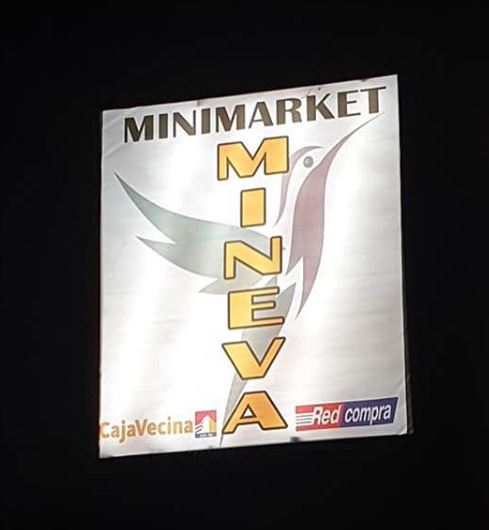 MINIMARKET
MINEVA
CajaVecina
Red compra